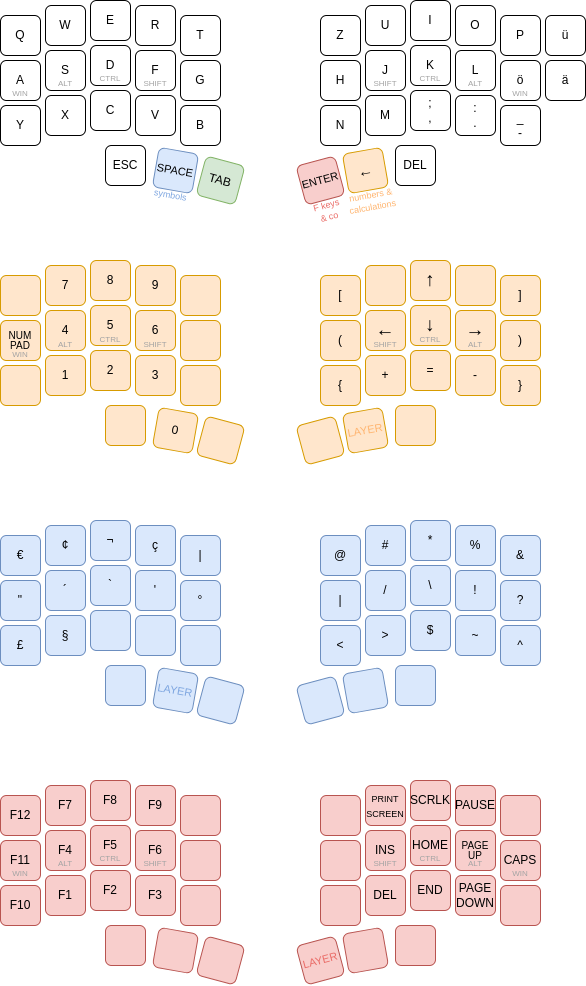 Q W E R T Z U I O P ü
A S D F G H J K L ö ä
WIN ALT CTRL SHIFT SHIFT CTRL ALT WIN
Y X C V B N M ; : _
, . -
ESC SPACE TAB ENTER ← DEL
symbols F keys
& co
numbers &
calculations
7 8 9 [ ↑ ]
NUM
PAD 4 5 6 ( ← ↓ → )
WIN ALT CTRL SHIFT SHIFT CTRL ALT
1 2 3 { + = - }
0 LAYER
€ ¢ ¬ ç | @ # * % &
" ´ ` ' ° | / \ ! ?
£ § < > $ ~ ^
LAYER
F12 F7 F8 F9 PRINT
SCREEN SCRLK PAUSE
F11 F4 F5 F6 INS HOME PAGE
UP CAPS
WIN ALT CTRL SHIFT SHIFT CTRL ALT WIN
F10 F1 F2 F3 DEL END PAGE
DOWN
LAYER